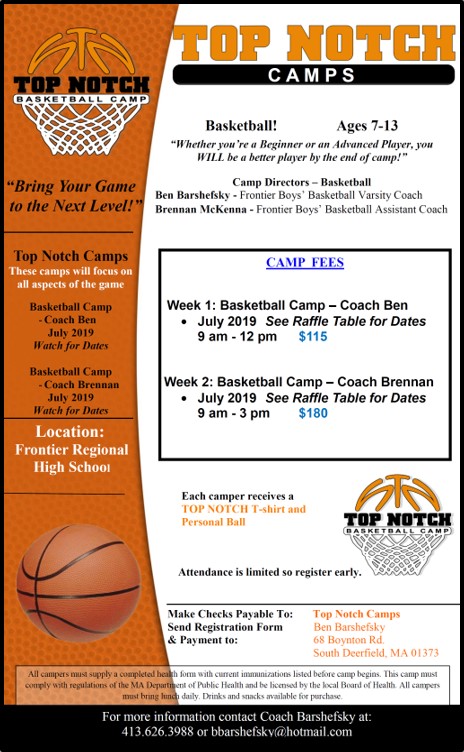 TOP NOTCH
BASKETBALL CAMP
"Bring Your Game
to the Next Level!"
Top Notch Camps
These camps will focus on
all aspects of the game
Basketball Camp
- Coach Ben
July 2019
Watch for Dates
Basketball Camp
- Coach Brennan
July 2019
Watch for Dates
Location:
Frontier Regional
High School
TOP NOTCH
CAMPS
Basketball! Ages 7-13
"Whether you're a Beginner or an Advanced Player, you
WILL be a better player by the end of camp!"
Camp Directors – Basketball
Ben Barshefsky - Frontier Boys' Basketball Varsity Coach
Brennan McKenna - Frontier Boys' Basketball Assistant Coach
CAMP FEES
Week 1: Basketball Camp – Coach Ben
• July 2019 See Raffle Table for Dates
9 am - 12 pm $115
Week 2: Basketball Camp – Coach Brennan
• July 2019 See Raffle Table for Dates
9 am - 3 pm $180
Each camper receives a
TOP NOTCH T-shirt and
Personal Ball
TOP NOTCH
BASKETBALL CAMP
Attendance is limited so register early.
Make Checks Payable To: Top Notch Camps
Send Registration Form Ben Barshefsky
& Payment to: 68 Boynton Rd.
South Deerfield, MA 01373
All campers must supply a completed health form with current immunizations listed before camp begins. This camp must
comply with regulations of the MA Department of Public Health and be licensed by the local Board of Health. All campers
must bring lunch daily. Drinks and snacks available for purchase.
For more information contact Coach Barshefsky at:
413.626.3988 or bbarshefsky@hotmail.com